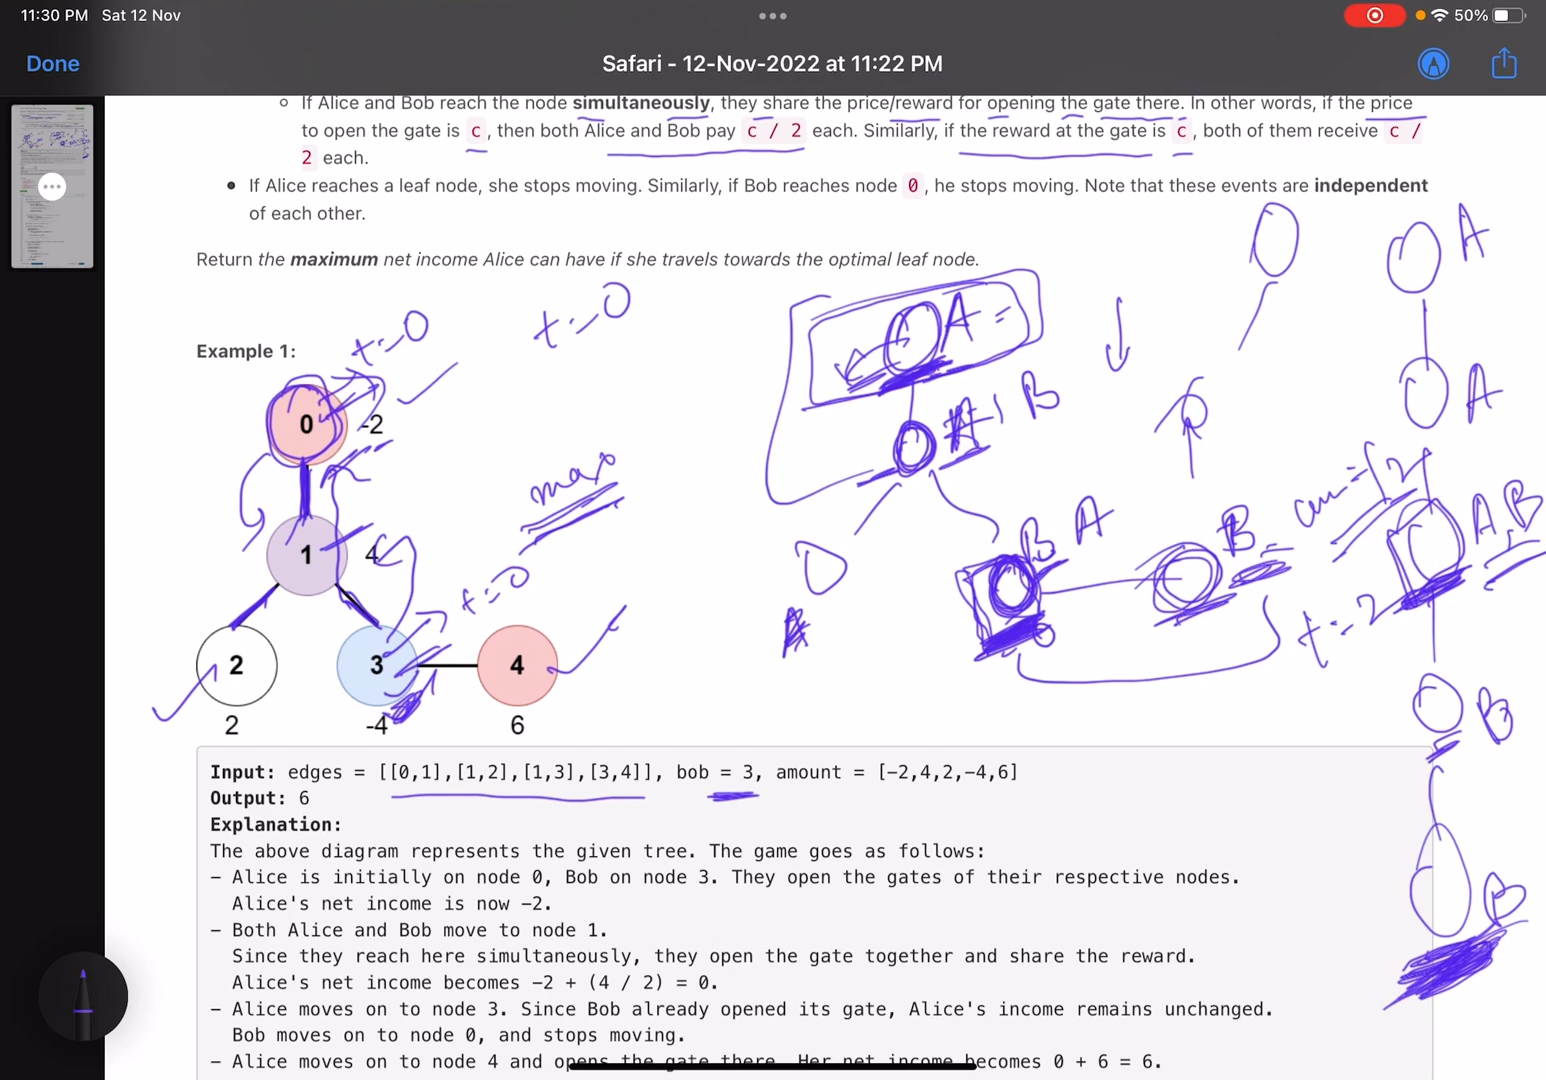 11:30 PM Sat 12 Nov
50%
Done
Safari - 12-Nov-2022 at 11:22 PM
If Alice and Bob reach the node simultaneously, they share the price/reward for opening the gate there. In other words, if the price
to open the gate is c, then both Alice and Bob pay c / 2 each. Similarly, if the reward at the gate is c, both of them receive c /
2 each.
If Alice reaches a leaf node, she stops moving. Similarly, if Bob reaches node 0, he stops moving. Note that these events are independent
of each other.
Return the maximum net income Alice can have if she travels towards the optimal leaf node.
A
t=0
t=0
A =
Example 1:
B
A
0
-2
max
1
4
A, B
B A
B
t=0
t=2
2
3
4
2
-4
6
B
Input: edges = [[0,1],[1,2],[1,3],[3,4]], bob = 3, amount = [-2,4,2,-4,6]
Output: 6
Explanation:
The above diagram represents the given tree. The game goes as follows:
- Alice is initially on node 0, Bob on node 3. They open the gates of their respective nodes.
Alice's net income is now -2.
B
- Both Alice and Bob move to node 1.
Since they reach here simultaneously, they open the gate together and share the reward.
Alice's net income becomes -2 + (4 / 2) = 0.
- Alice moves on to node 3. Since Bob already opened its gate, Alice's income remains unchanged.
Bob moves on to node 0, and stops moving.
- Alice moves on to node 4 and opens the gate there. Her net income becomes 0 + 6 = 6.